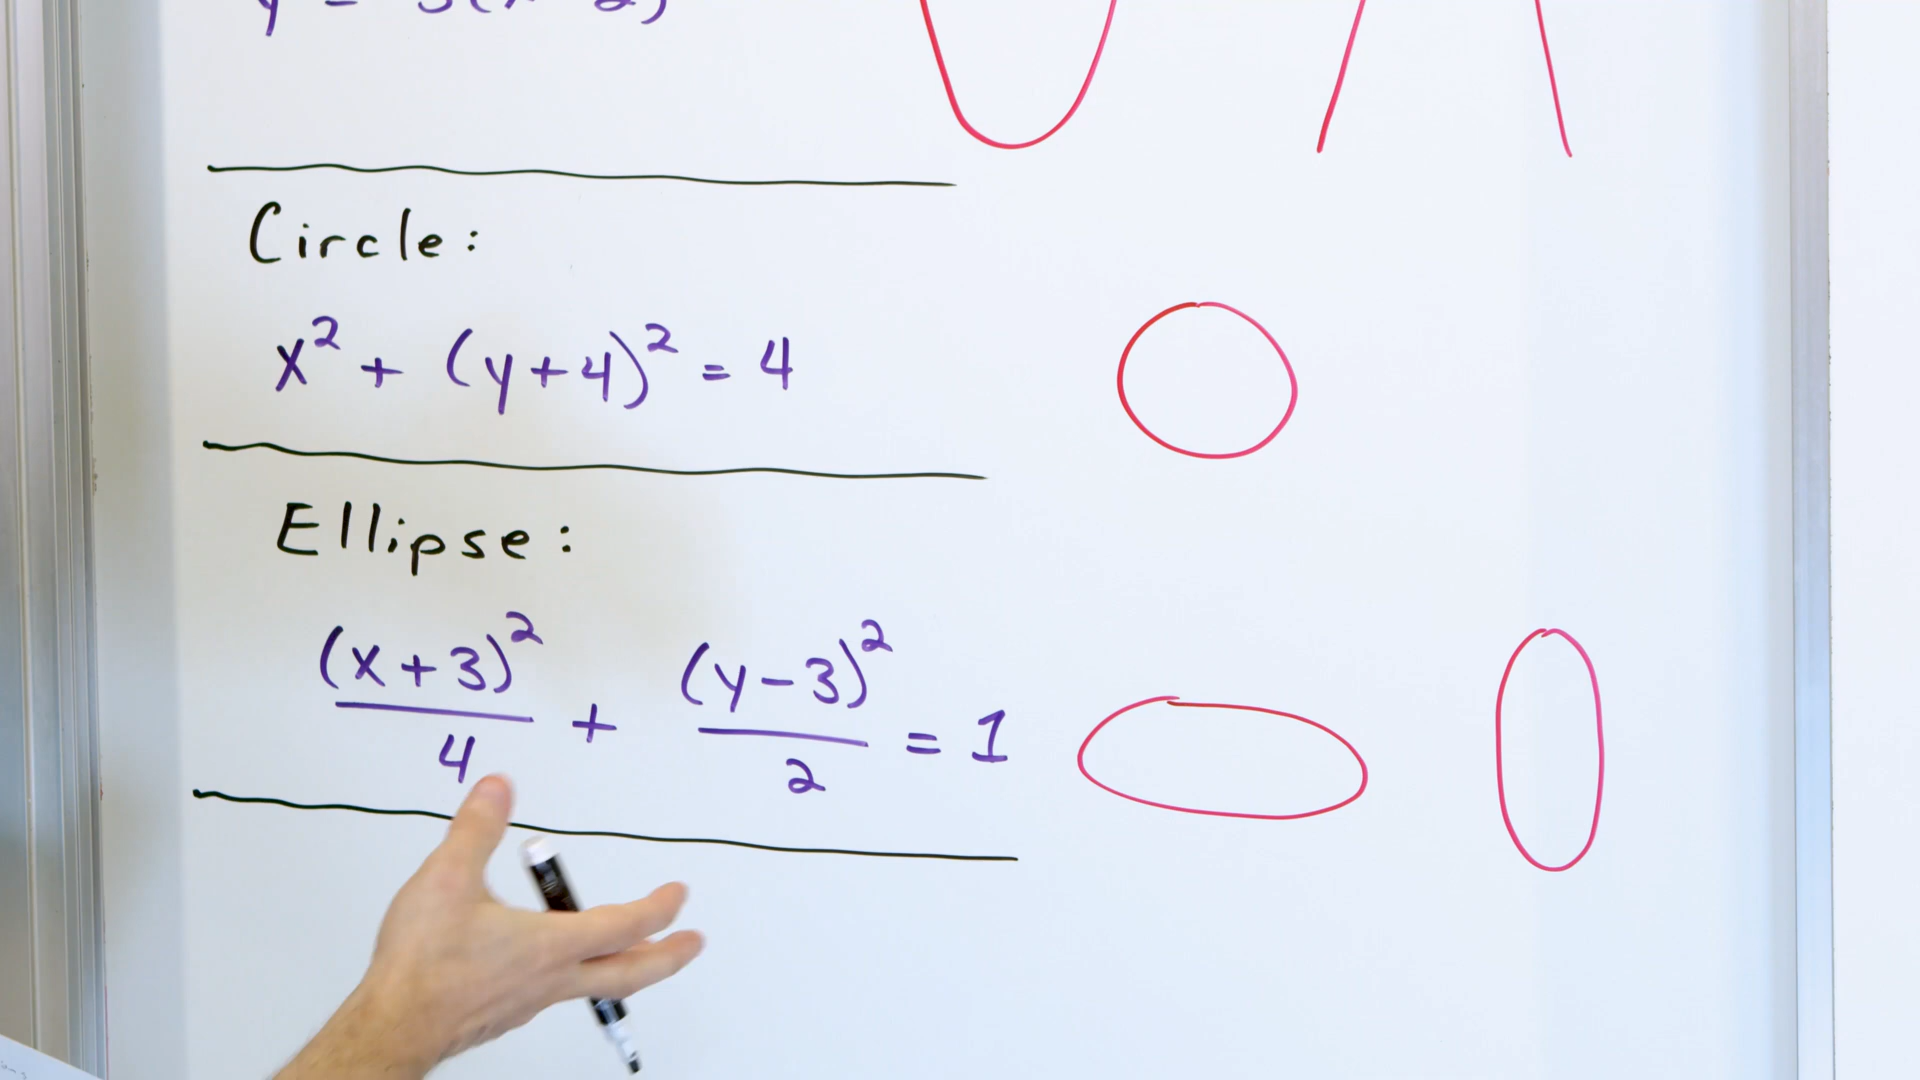 Circle:
x² + (y+4)² = 4
Ellipse:
(x+3)²/4 + (y-3)²/2 = 1